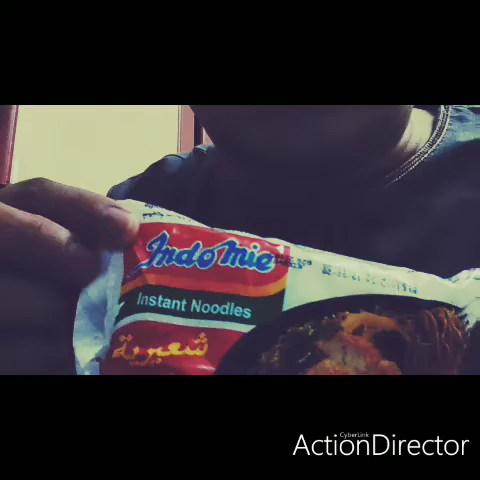 Indomie
Instant Noodles
شعيرية
CyberLink
ActionDirector